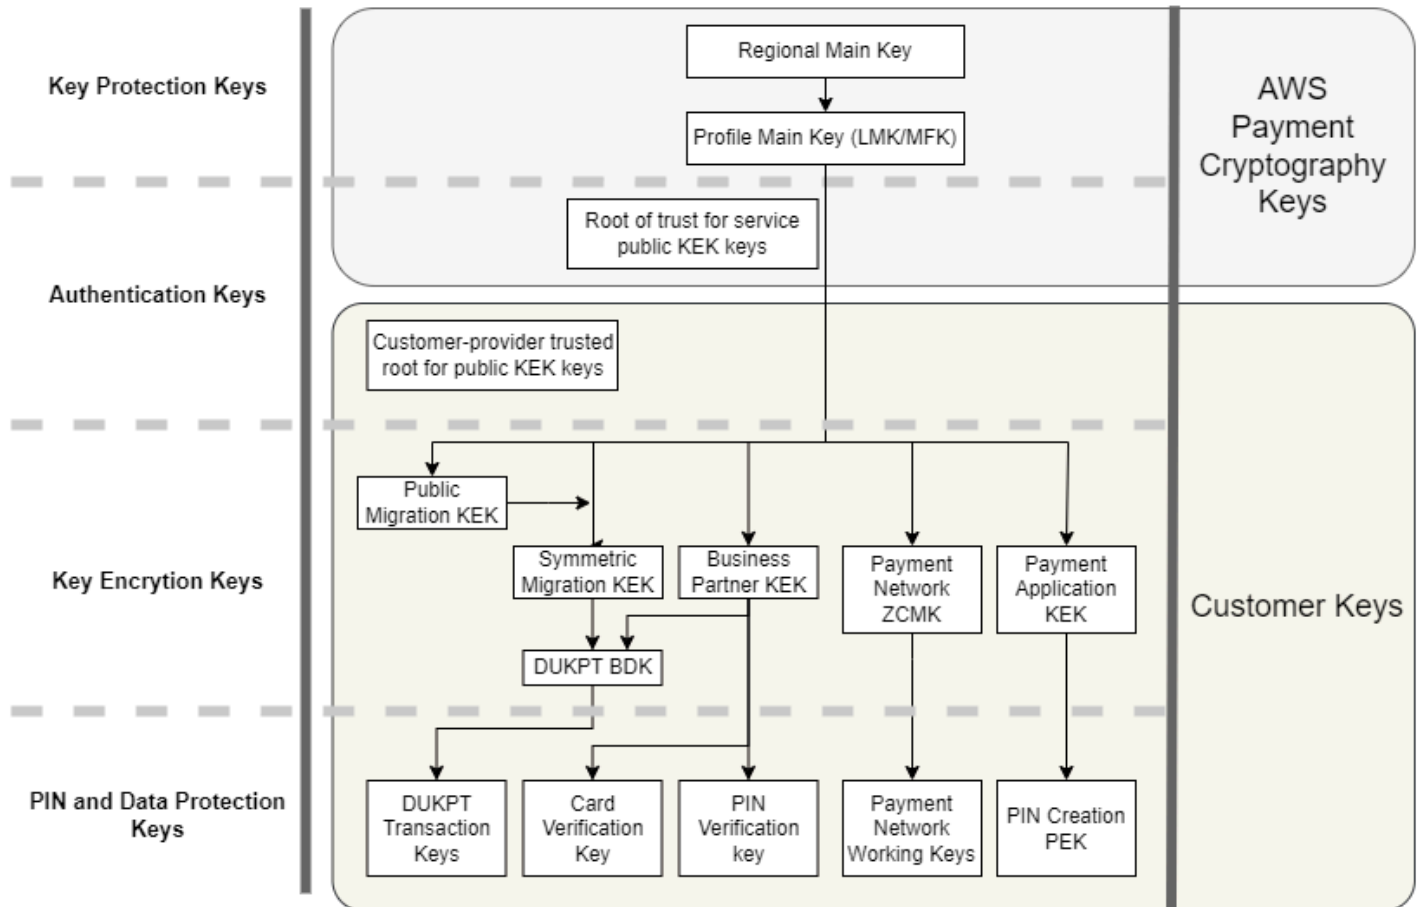 Regional Main Key
Key Protection Keys
AWS
Payment
Cryptography
Keys
Profile Main Key (LMK/MFK)
Root of trust for service
public KEK keys
Authentication Keys
Customer-provider trusted
root for public KEK keys
Public
Migration KEK
Key Encrytion Keys
Symmetric
Migration KEK
Business
Partner KEK
Payment
Network
ZCMK
Payment
Application
KEK
Customer Keys
DUKPT BDK
PIN and Data Protection
Keys
DUKPT
Transaction
Keys
Card
Verification
Key
PIN
Verification
key
Payment
Network
Working Keys
PIN Creation
PEK